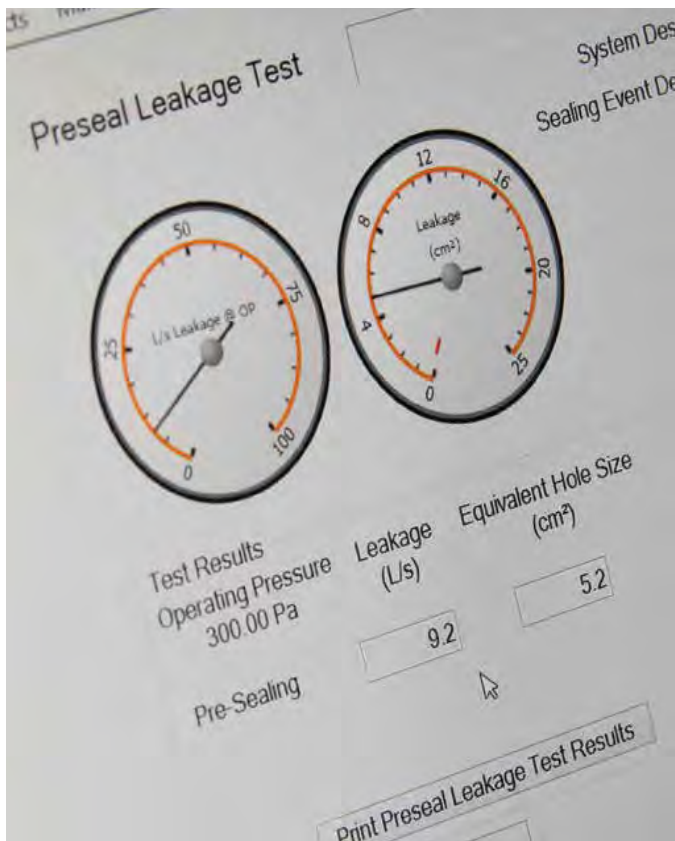 Preseal Leakage Test
System Des
Sealing Event De
50
25
75
L/s Leakage @ OP
0
100
12
16
8
Leakage
(cm²)
20
4
0
25
Test Results
Operating Pressure
300.00 Pa
Leakage
(L/s)
Equivalent Hole Size
(cm²)
Pre-Sealing
9.2
5.2
Print Preseal Leakage Test Results